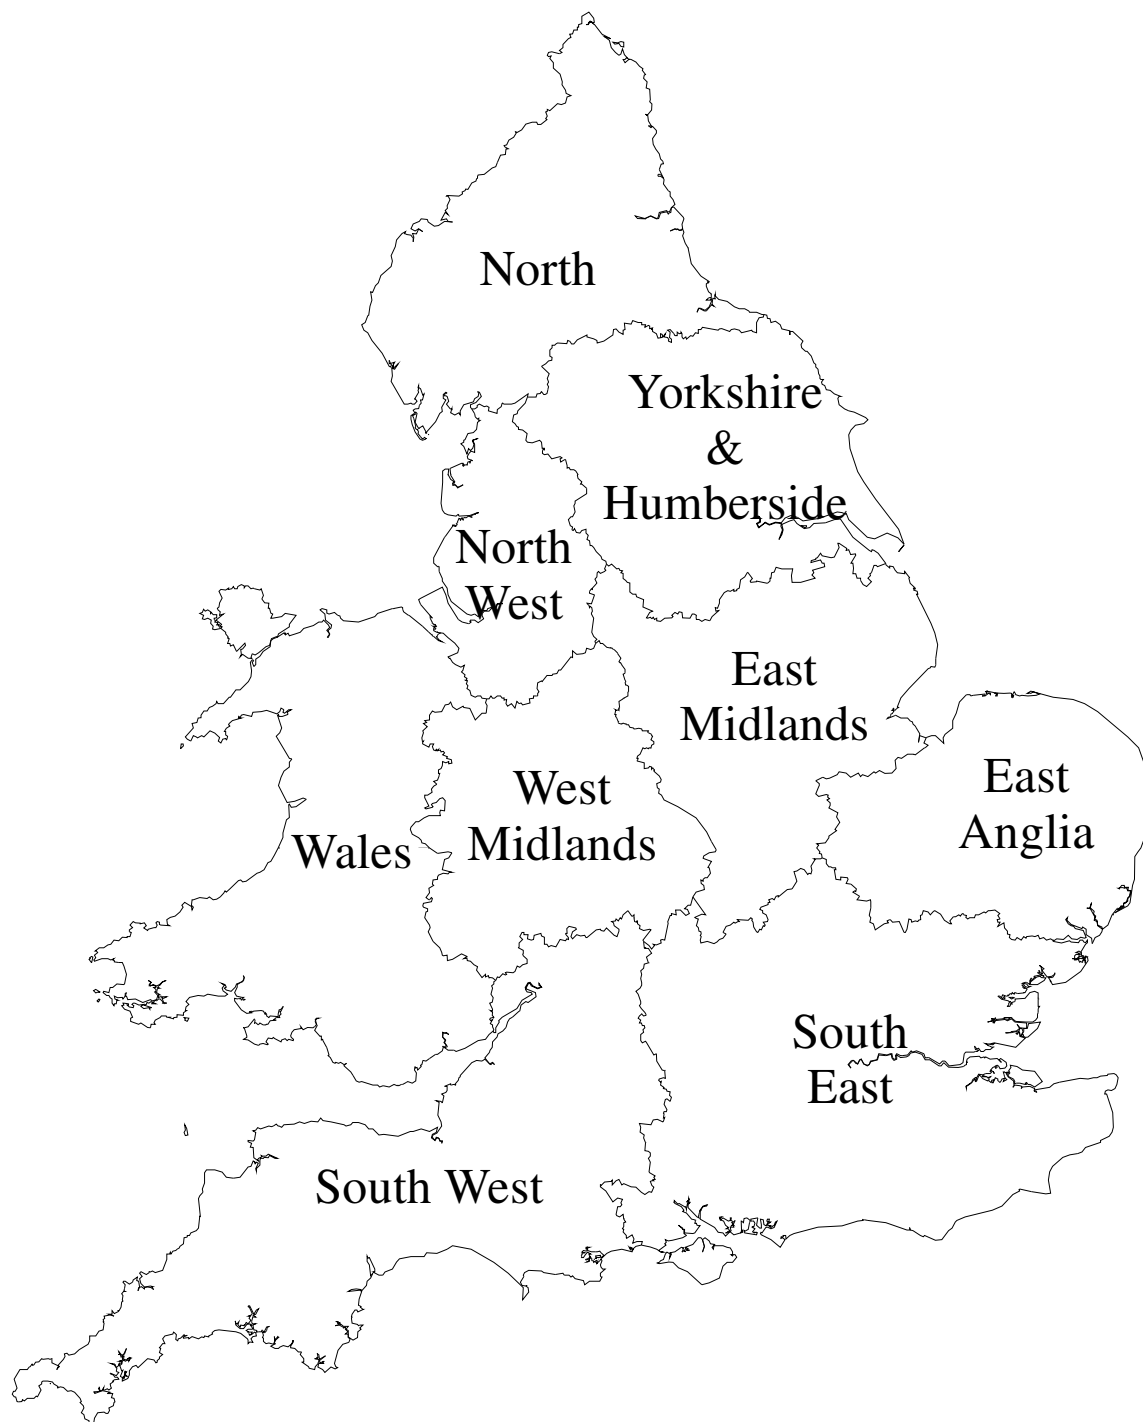 North
Yorkshire
&
Humberside
North
West
East
Midlands
East
Anglia
West
Midlands
Wales
South
East
South West